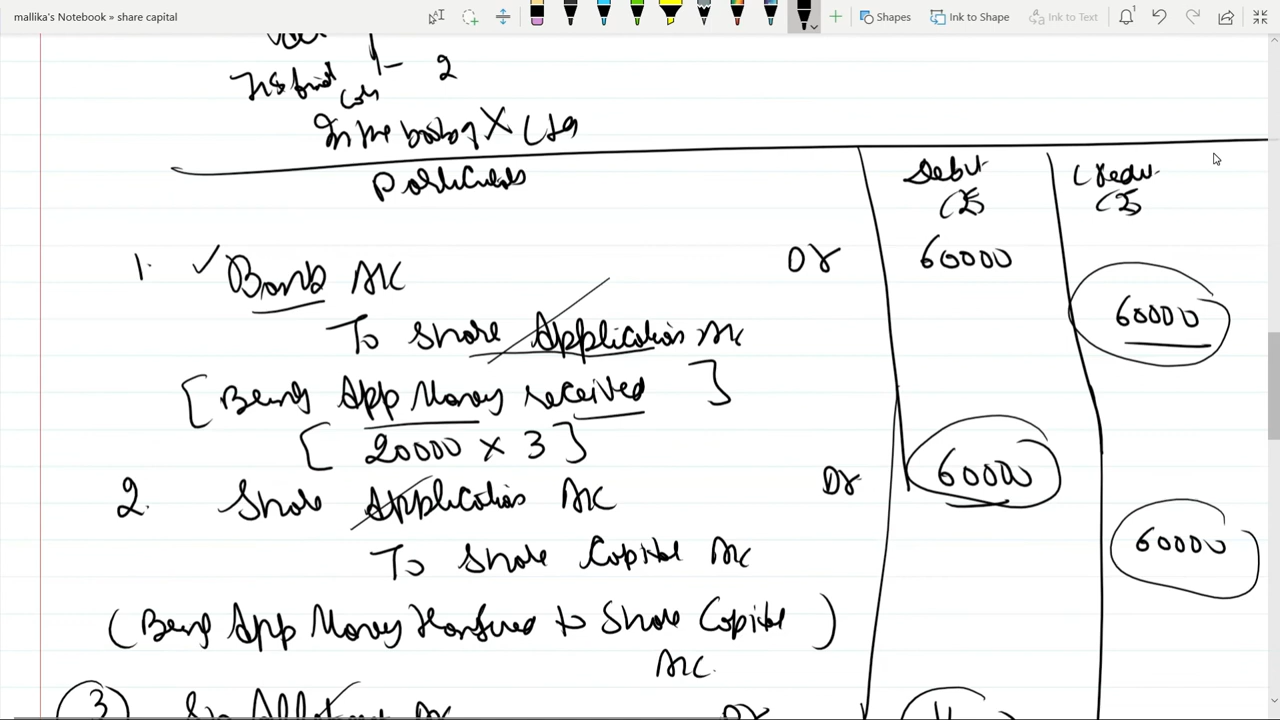 mallika's Notebook » share capital
Shapes Ink to Shape Ink to Text
2
In the books of X Ltd
Particulars Debit Credit
1. ✓ Bank A/C Dr 60000
To Share Application A/C 60000
[Being App Money received]
[20000 × 3]
2. Share Application A/C Dr 60000
To Share Capital A/C 60000
(Being App Money transferred to Share Capital A/C.)
3 Dr